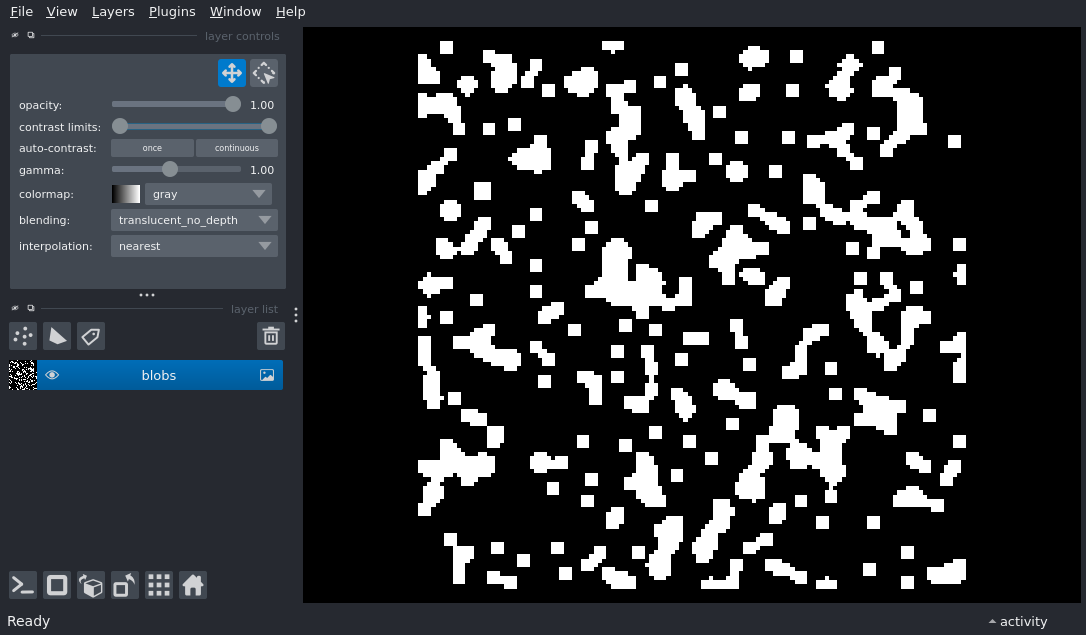 File View Layers Plugins Window Help
layer controls
opacity: 1.00
contrast limits:
auto-contrast: once continuous
gamma: 1.00
colormap: gray
blending: translucent_no_depth
interpolation: nearest
layer list
blobs
Ready
activity